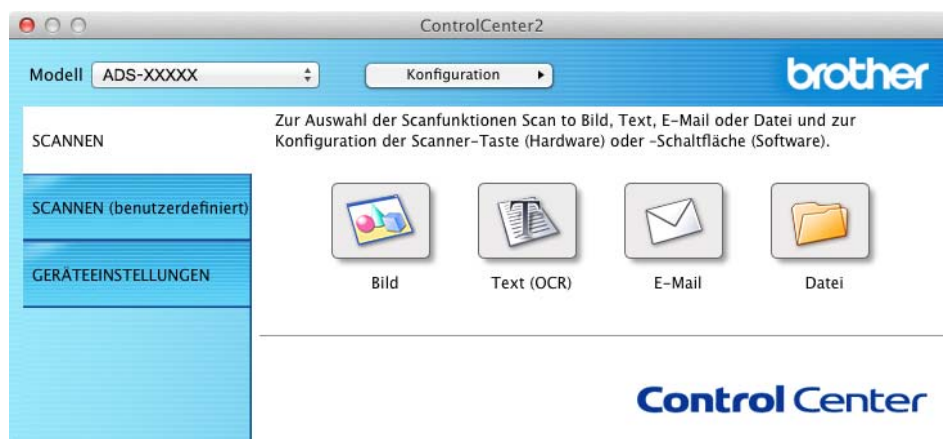 ControlCenter2
Modell ADS-XXXXX Konfiguration brother
SCANNEN
Zur Auswahl der Scanfunktionen Scan to Bild, Text, E-Mail oder Datei und zur
Konfiguration der Scanner-Taste (Hardware) oder -Schaltfläche (Software).
SCANNEN (benutzerdefiniert)
GERÄTEEINSTELLUNGEN
Bild Text (OCR) E-Mail Datei
Control Center